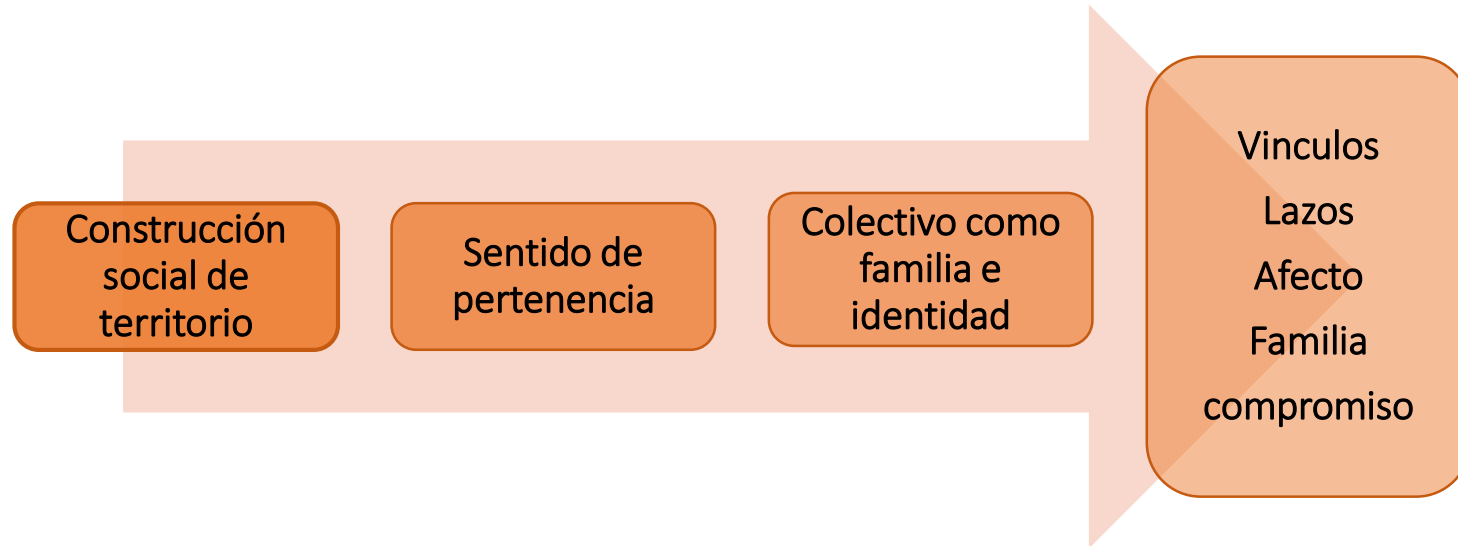 Construcción
social de
territorio
Sentido de
pertenencia
Colectivo como
familia e
identidad
Vinculos
Lazos
Afecto
Familia
compromiso